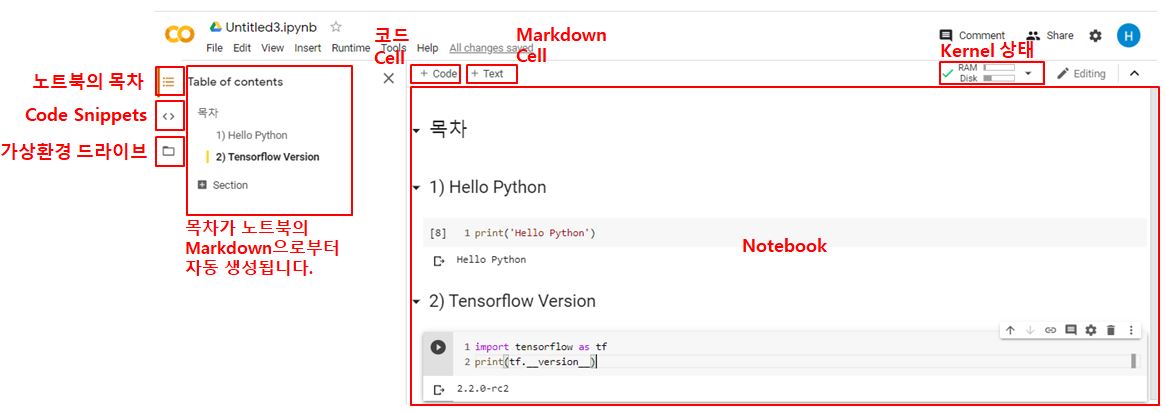 Untitled3.ipynb
File Edit View Insert Runtime Tools Help All changes saved
코드
Cell
Markdown
Cell
Comment Share H
Kernel 상태
+ Code + Text
RAM
Disk
Editing
노트북의 목차
Code Snippets
가상환경 드라이브
Table of contents
목차
1) Hello Python
2) Tensorflow Version
Section
목차가 노트북의
Markdown으로부터
자동 생성됩니다.
목차
1) Hello Python
[8] 1 print('Hello Python')
Hello Python
Notebook
2) Tensorflow Version
1 import tensorflow as tf
2 print(tf.__version__)
2.2.0-rc2